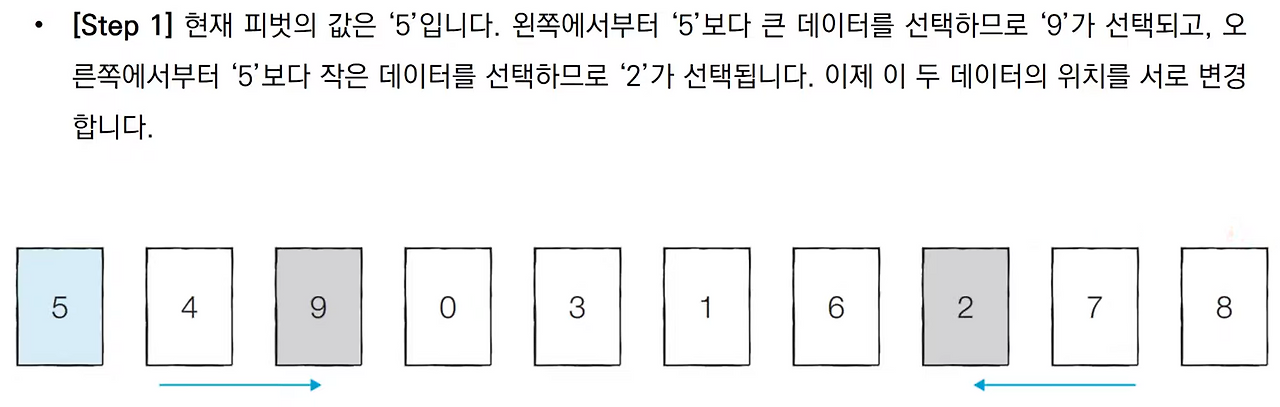 • [Step 1] 현재 피벗의 값은 ‘5’입니다. 왼쪽에서부터 ‘5’보다 큰 데이터를 선택하므로 ‘9’가 선택되고, 오
른쪽에서부터 ‘5’보다 작은 데이터를 선택하므로 ‘2’가 선택됩니다. 이제 이 두 데이터의 위치를 서로 변경
합니다.
5 4 9 0 3 1 6 2 7 8